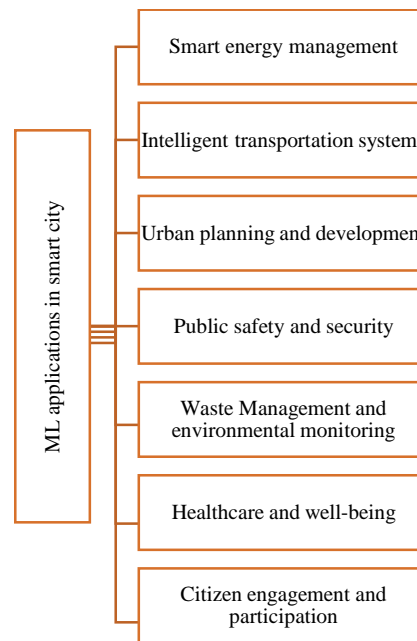 ML applications in smart city
Smart energy management
Intelligent transportation system
Urban planning and developmen
Public safety and security
Waste Management and
environmental monitoring
Healthcare and well-being
Citizen engagement and
participation